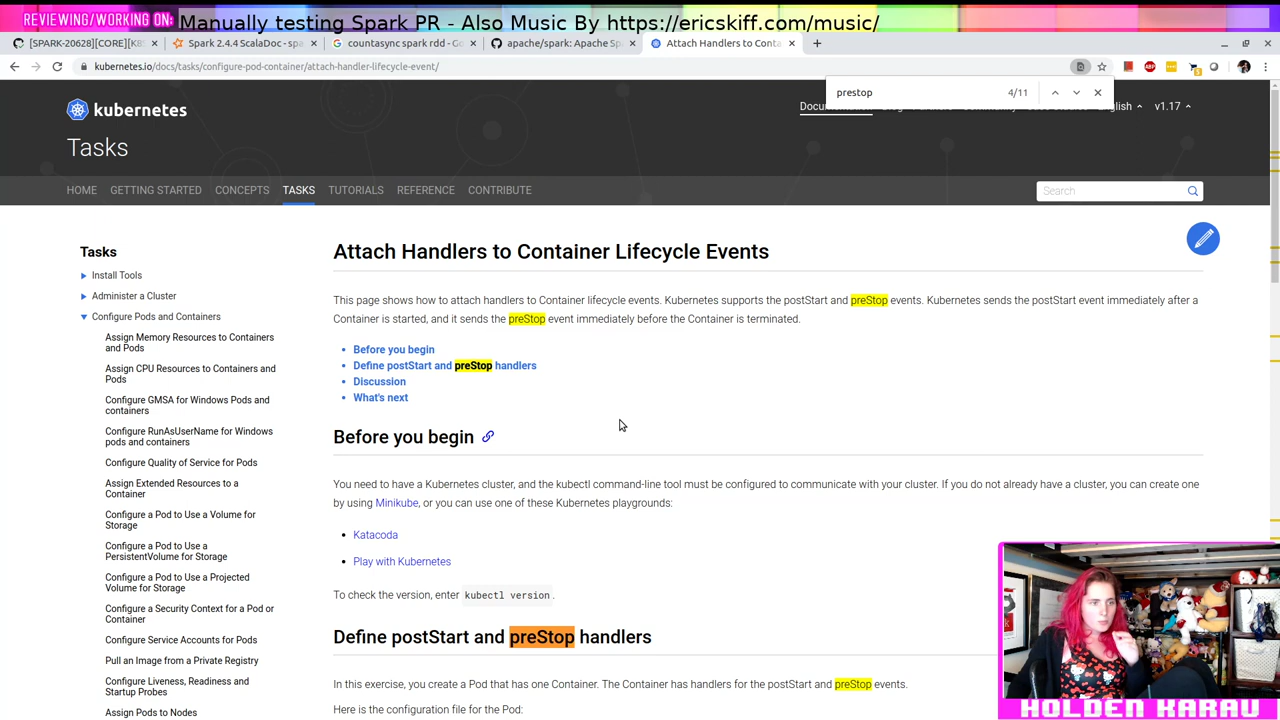 REVIEWING/WORKING ON: Manually testing Spark PR - Also Music By https://ericskiff.com/music/
[SPARK-20628][CORE][K8S
Spark 2.4.4 ScalaDoc - spa
countasync spark rdd - Go
apache/spark: Apache Sp
Attach Handlers to Conta
kubernetes.io/docs/tasks/configure-pod-container/attach-handler-lifecycle-event/
prestop 4/11
kubernetes
Documentation English v1.17
Tasks
HOME GETTING STARTED CONCEPTS TASKS TUTORIALS REFERENCE CONTRIBUTE
Search
Tasks
Install Tools
Administer a Cluster
Configure Pods and Containers
Assign Memory Resources to Containers
and Pods
Assign CPU Resources to Containers and
Pods
Configure GMSA for Windows Pods and
containers
Configure RunAsUserName for Windows
pods and containers
Configure Quality of Service for Pods
Assign Extended Resources to a
Container
Configure a Pod to Use a Volume for
Storage
Configure a Pod to Use a
PersistentVolume for Storage
Configure a Pod to Use a Projected
Volume for Storage
Configure a Security Context for a Pod or
Container
Configure Service Accounts for Pods
Pull an Image from a Private Registry
Configure Liveness, Readiness and
Startup Probes
Assign Pods to Nodes
Attach Handlers to Container Lifecycle Events
This page shows how to attach handlers to Container lifecycle events. Kubernetes supports the postStart and preStop events. Kubernetes sends the postStart event immediately after a
Container is started, and it sends the preStop event immediately before the Container is terminated.
• Before you begin
• Define postStart and preStop handlers
• Discussion
• What's next
Before you begin
You need to have a Kubernetes cluster, and the kubectl command-line tool must be configured to communicate with your cluster. If you do not already have a cluster, you can create one
by using Minikube, or you can use one of these Kubernetes playgrounds:
• Katacoda
• Play with Kubernetes
To check the version, enter kubectl version.
Define postStart and preStop handlers
In this exercise, you create a Pod that has one Container. The Container has handlers for the postStart and preStop events.
Here is the configuration file for the Pod:
HOLDEN KARAU